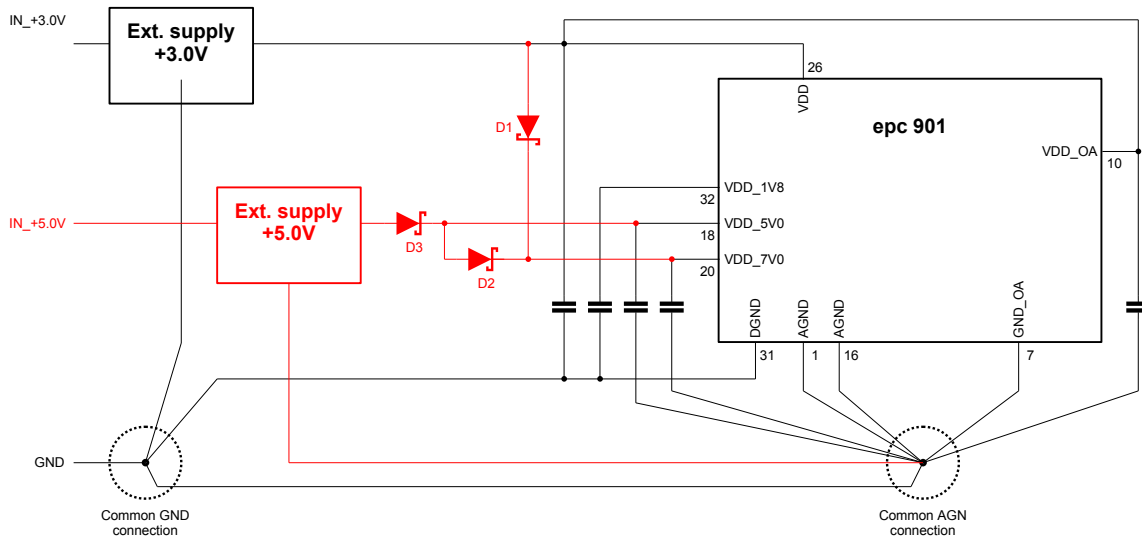 IN_+3.0V
Ext. supply
+3.0V
26
VDD
epc 901
D1
VDD_OA
10
VDD_1V8
32
IN_+5.0V
Ext. supply
+5.0V
D3
VDD_5V0
18
D2
VDD_7V0
20
DGND
AGND
AGND
GND_OA
31
1
16
7
GND
Common GND
connection
Common AGN
connection